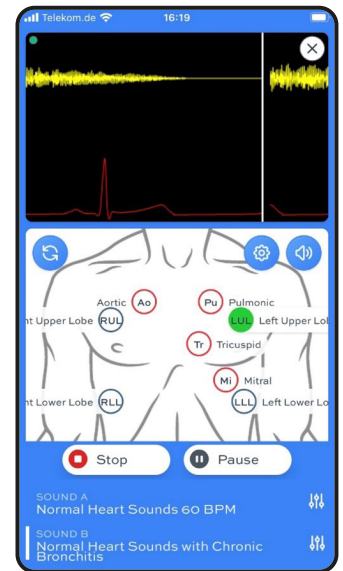 Telekom.de 16:19
Aortic Ao Pu Pulmonic
nt Upper Lobe RUL LUL Left Upper Lob
Tr Tricuspid
Mi Mitral
nt Lower Lobe RLL LLL Left Lower Lo
Stop Pause
SOUND A
Normal Heart Sounds 60 BPM
SOUND B
Normal Heart Sounds with Chronic
Bronchitis